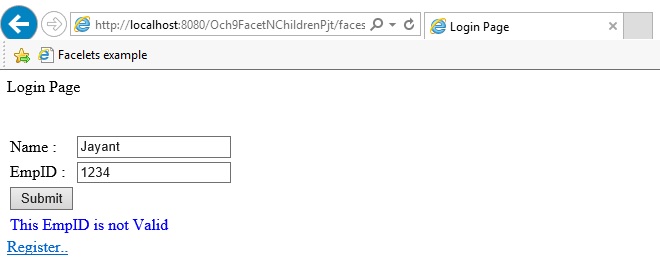 http://localhost:8080/Och9FacetNChildrenPjt/faces
Login Page
Facelets example
Login Page
Name : Jayant
EmpID : 1234
Submit
This EmpID is not Valid
Register..